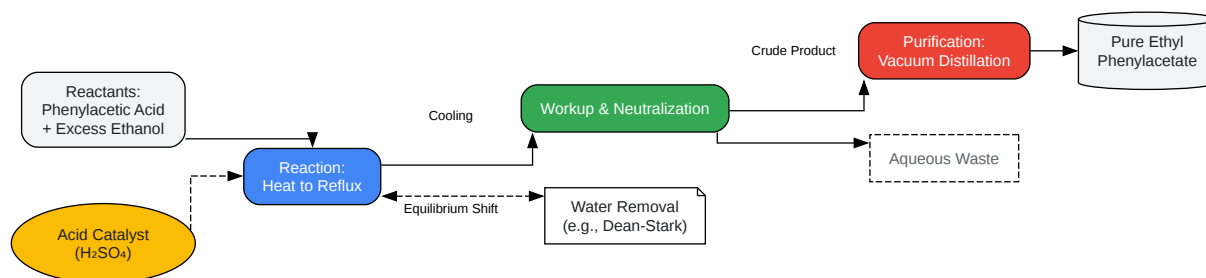 Reactants:
Phenylacetic Acid
+ Excess Ethanol
Acid Catalyst
(H₂SO₄)
Reaction:
Heat to Reflux
Cooling
Equilibrium Shift
Water Removal
(e.g., Dean-Stark)
Workup & Neutralization
Crude Product
Aqueous Waste
Purification:
Vacuum Distillation
Pure Ethyl
Phenylacetate